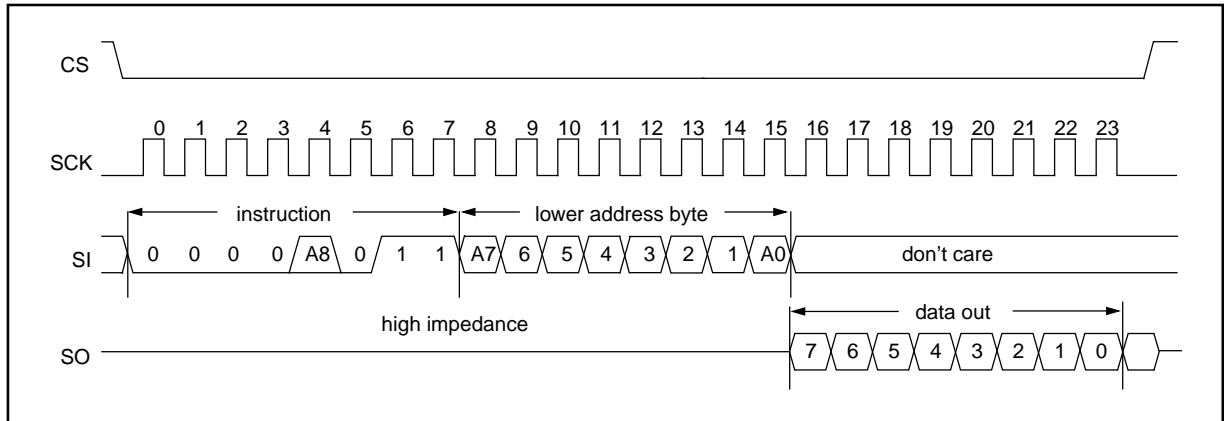 CS
0 1 2 3 4 5 6 7 8 9 10 11 12 13 14 15 16 17 18 19 20 21 22 23
SCK
instruction lower address byte
SI 0 0 0 0 A8 0 1 1 A7 6 5 4 3 2 1 A0 don't care
high impedance data out
SO 7 6 5 4 3 2 1 0